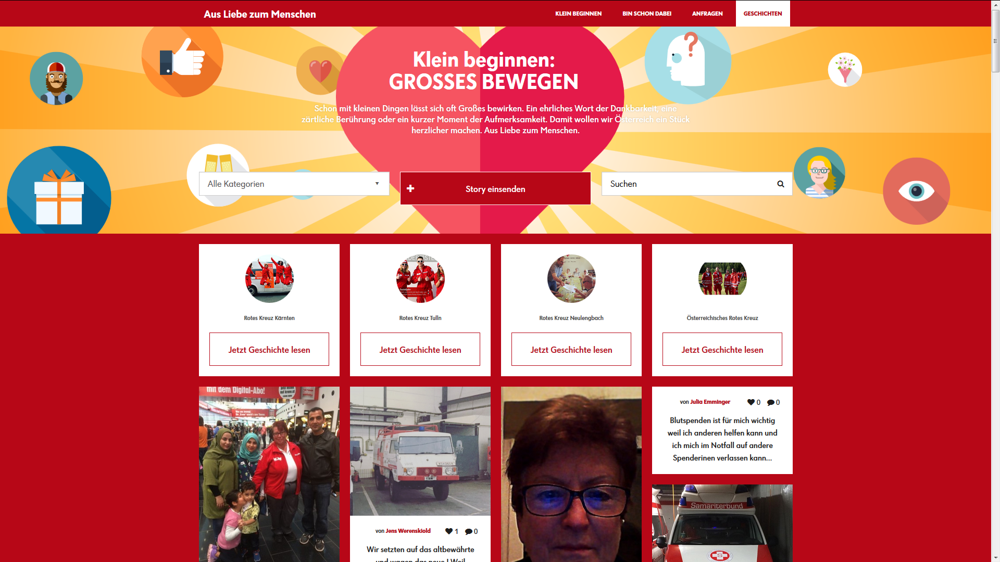 Aus Liebe zum Menschen
KLEIN BEGINNEN
BIN SCHON DABEI
ANFRAGEN
GESCHICHTEN
Klein beginnen:
GROSSES BEWEGEN
Schon mit kleinen Dingen lässt sich oft Großes bewirken. Ein ehrliches Wort der Dankbarkeit, eine
zärtliche Berührung oder ein kurzer Moment der Aufmerksamkeit. Damit wollen wir Österreich ein Stück
herzlicher machen. Aus Liebe zum Menschen.
Alle Kategorien
Story einsenden
Suchen
Rotes Kreuz Kärnten
Jetzt Geschichte lesen
Rotes Kreuz Tulln
Jetzt Geschichte lesen
Rotes Kreuz Neulengbach
Jetzt Geschichte lesen
Österreichisches Rotes Kreuz
Jetzt Geschichte lesen
mit dem Digital-Abo!
von Jens Werenskiold 1 0
Wir setzten auf das altbewährte
und wagen das neue ! Weil
von Julia Emminger 0 0
Blutspenden ist für mich wichtig
weil ich anderen helfen kann und
ich mich im Notfall auf andere
Spenderinen verlassen kann...
Samariterbund
S